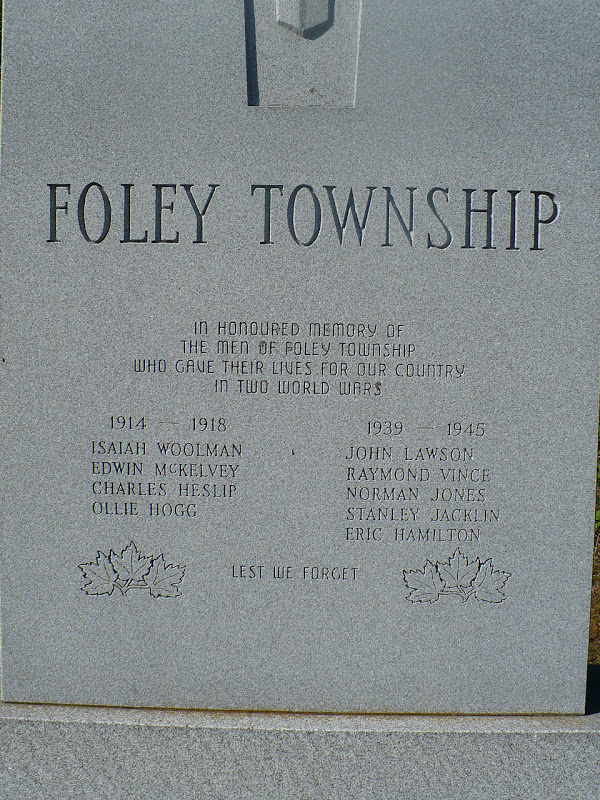 FOLEY TOWNSHIP
IN HONOURED MEMORY OF
THE MEN OF FOLEY TOWNSHIP
WHO GAVE THEIR LIVES FOR OUR COUNTRY
IN TWO WORLD WARS
1914 — 1918
ISAIAH WOOLMAN
EDWIN McKELVEY
CHARLES HESLIP
OLLIE HOGG
1939 — 1945
JOHN LAWSON
RAYMOND VINCE
NORMAN JONES
STANLEY JACKLIN
ERIC HAMILTON
LEST WE FORGET